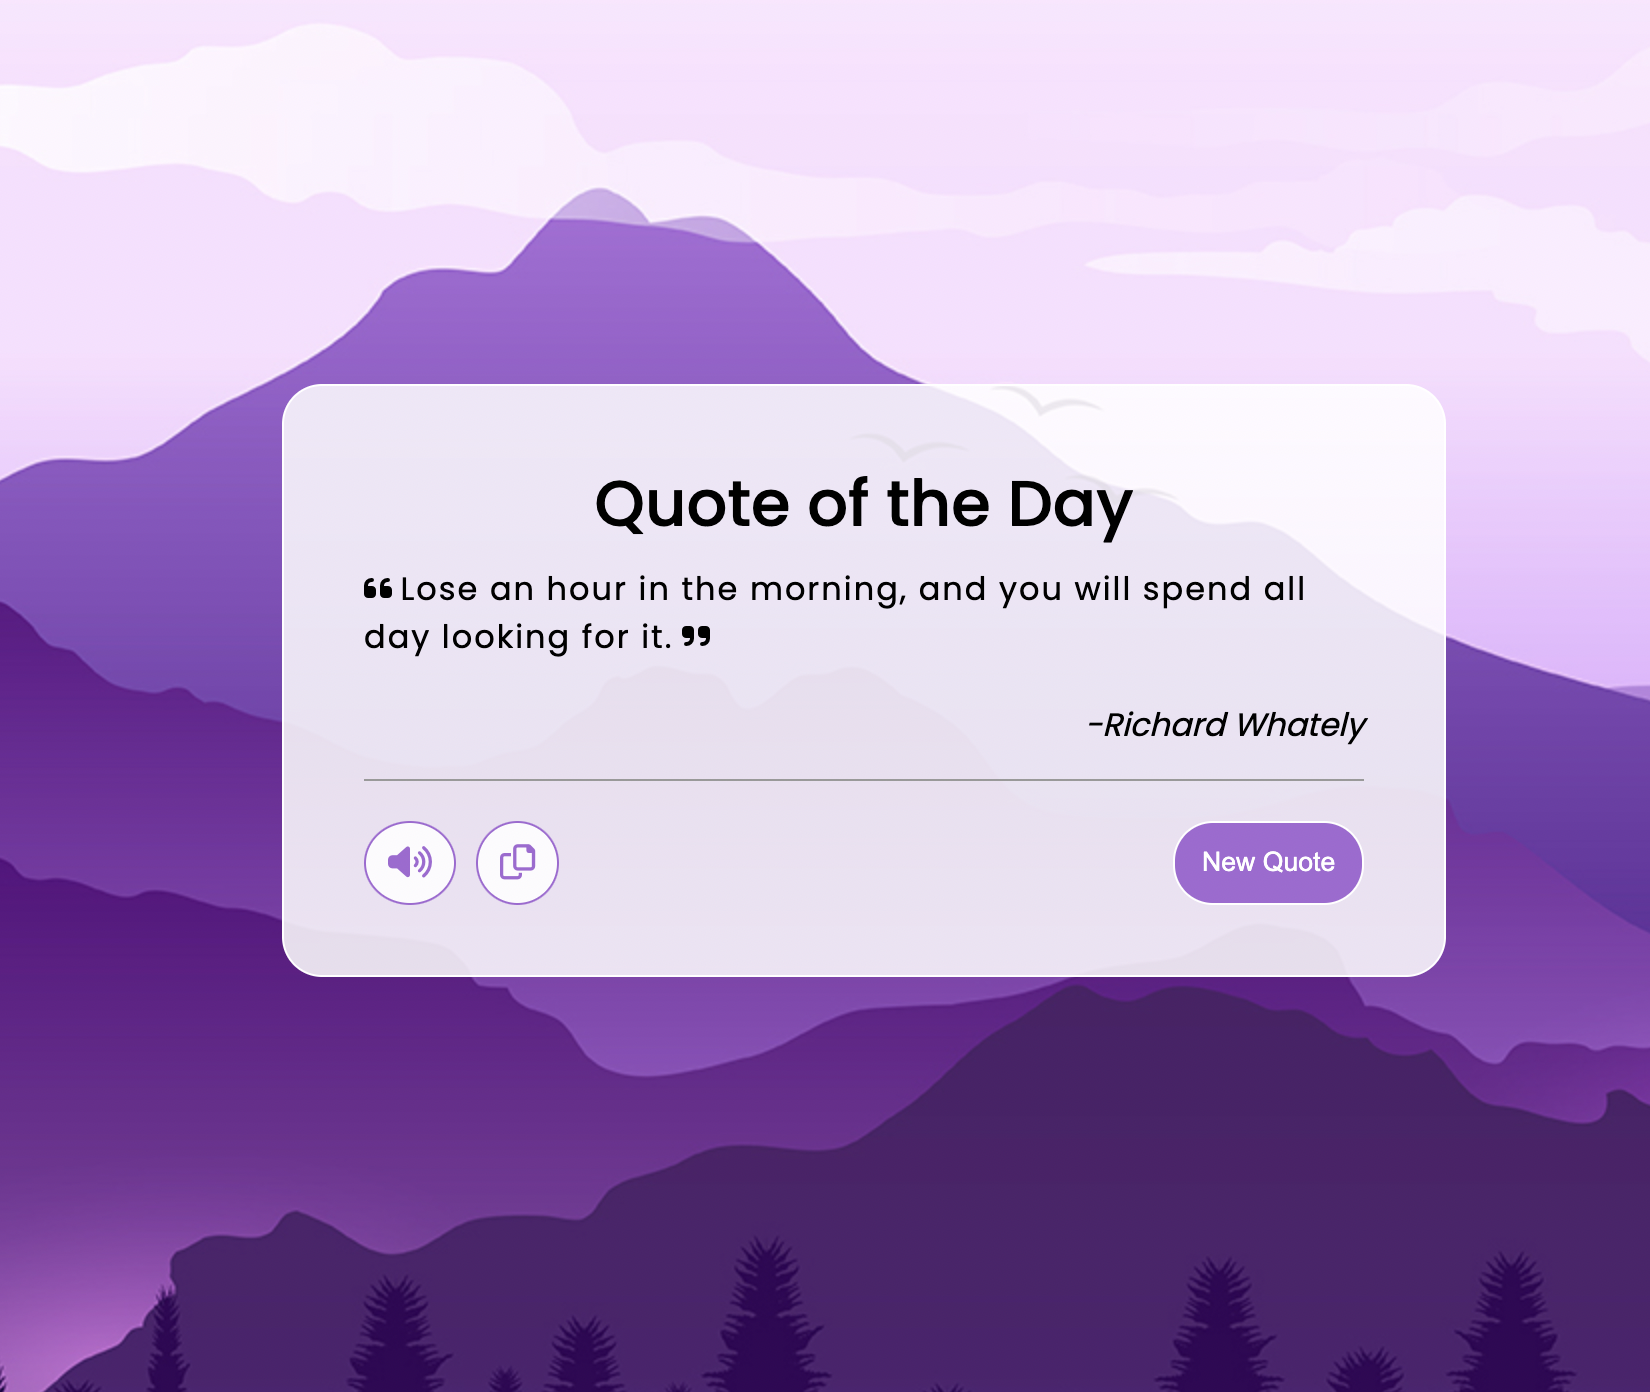 Quote of the Day
❝ Lose an hour in the morning, and you will spend all
day looking for it. ❞
-Richard Whately
New Quote